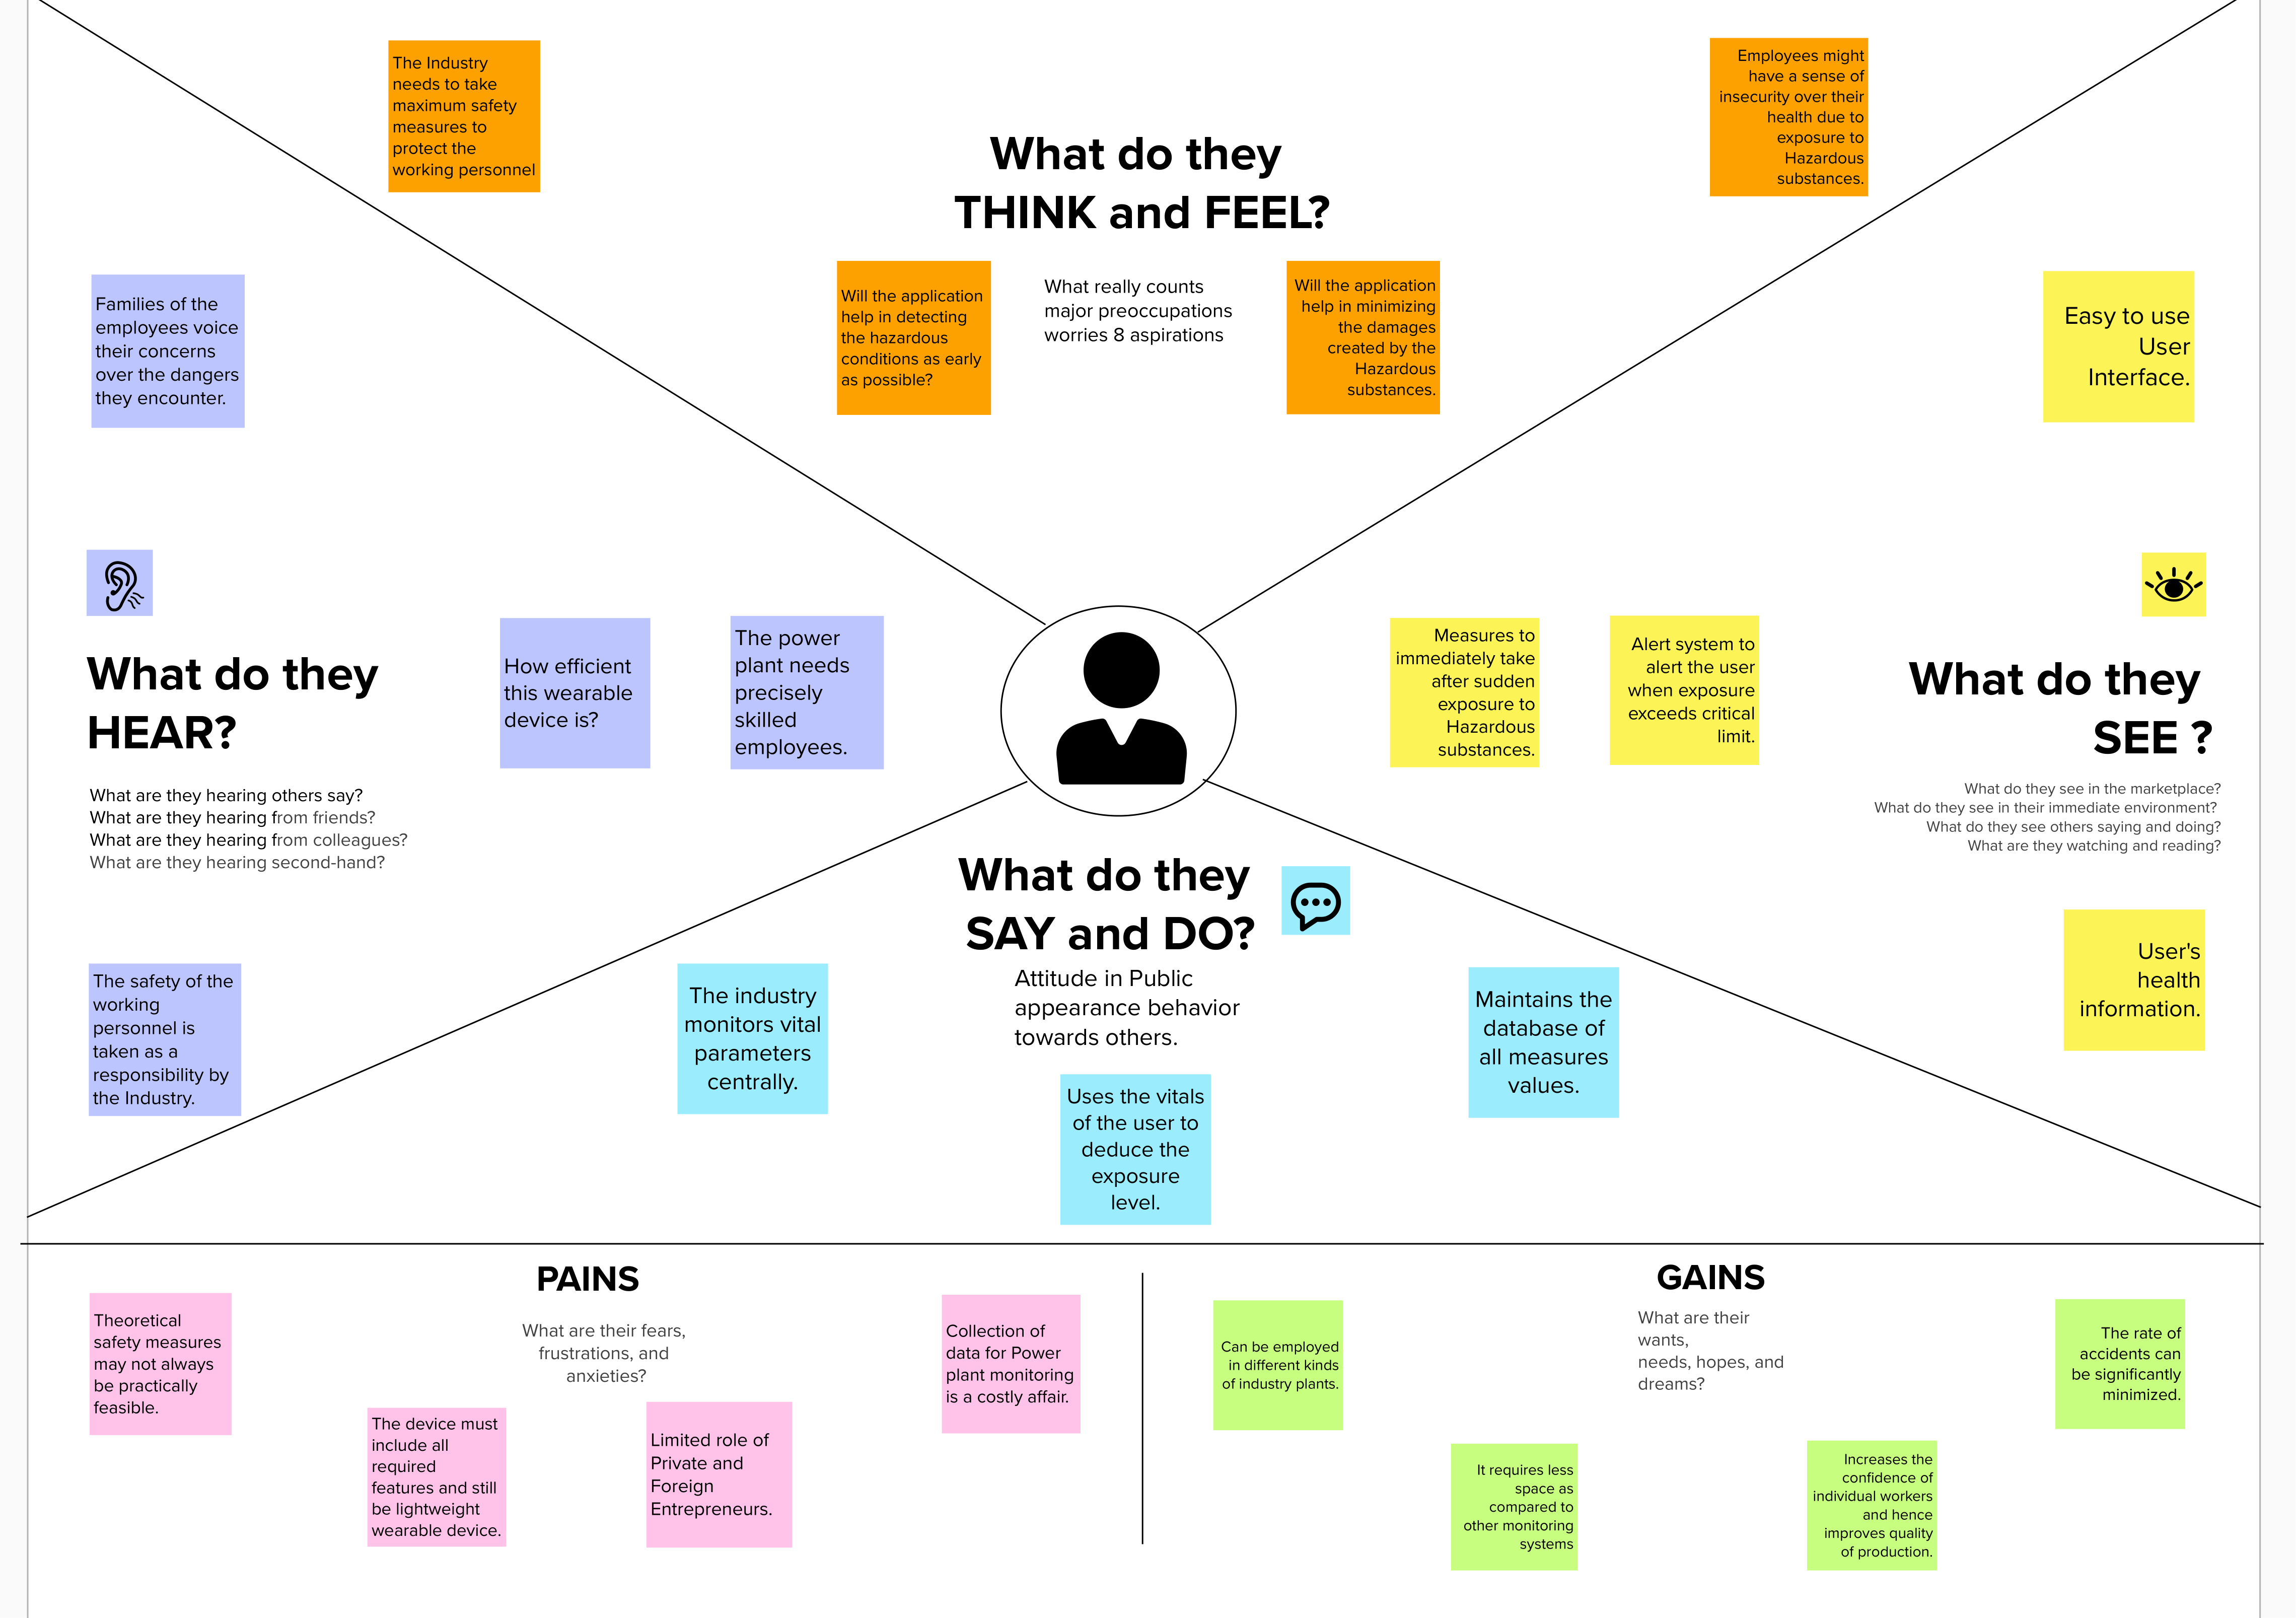 The Industry
needs to take
maximum safety
measures to
protect the
working personnel
Employees might
have a sense of
insecurity over their
health due to
exposure to
Hazardous
substances.
What do they
THINK and FEEL?
Will the application
help in detecting
the hazardous
conditions as early
as possible?
What really counts
major preoccupations
worries 8 aspirations
Will the application
help in minimizing
the damages
created by the
Hazardous
substances.
Families of the
employees voice
their concerns
over the dangers
they encounter.
Easy to use
User
Interface.
What do they
HEAR?
What are they hearing others say?
What are they hearing from friends?
What are they hearing from colleagues?
What are they hearing second-hand?
How efficient
this wearable
device is?
The power
plant needs
precisely
skilled
employees.
The safety of the
working
personnel is
taken as a
responsibility by
the Industry.
Measures to
immediately take
after sudden
exposure to
Hazardous
substances.
Alert system to
alert the user
when exposure
exceeds critical
limit.
What do they
SEE ?
What do they see in the marketplace?
What do they see in their immediate environment?
What do they see others saying and doing?
What are they watching and reading?
User's
health
information.
What do they
SAY and DO?
Attitude in Public
appearance behavior
towards others.
The industry
monitors vital
parameters
centrally.
Uses the vitals
of the user to
deduce the
exposure
level.
Maintains the
database of
all measures
values.
PAINS
What are their fears,
frustrations, and
anxieties?
Theoretical
safety measures
may not always
be practically
feasible.
The device must
include all
required
features and still
be lightweight
wearable device.
Limited role of
Private and
Foreign
Entrepreneurs.
Collection of
data for Power
plant monitoring
is a costly affair.
GAINS
What are their
wants,
needs, hopes, and
dreams?
Can be employed
in different kinds
of industry plants.
It requires less
space as
compared to
other monitoring
systems
Increases the
confidence of
individual workers
and hence
improves quality
of production.
The rate of
accidents can
be significantly
minimized.